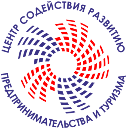 ЦЕНТР СОДЕЙСТВИЯ РАЗВИТИЮ
ПРЕДПРИНИМАТЕЛЬСТВА И ТУРИЗМА